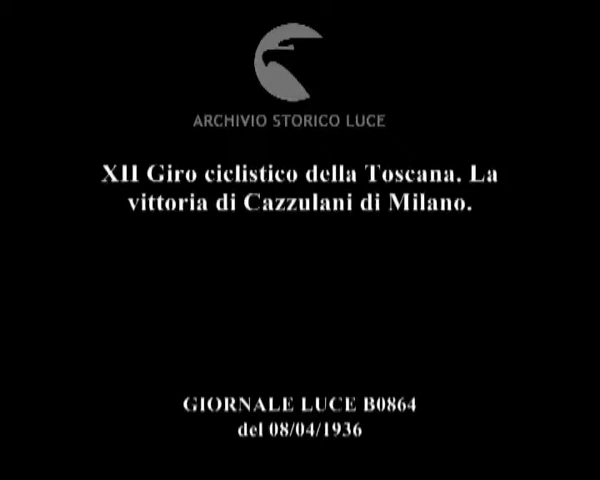 ARCHIVIO STORICO LUCE
XII Giro ciclistico della Toscana. La
vittoria di Cazzulani di Milano.
GIORNALE LUCE B0864
del 08/04/1936